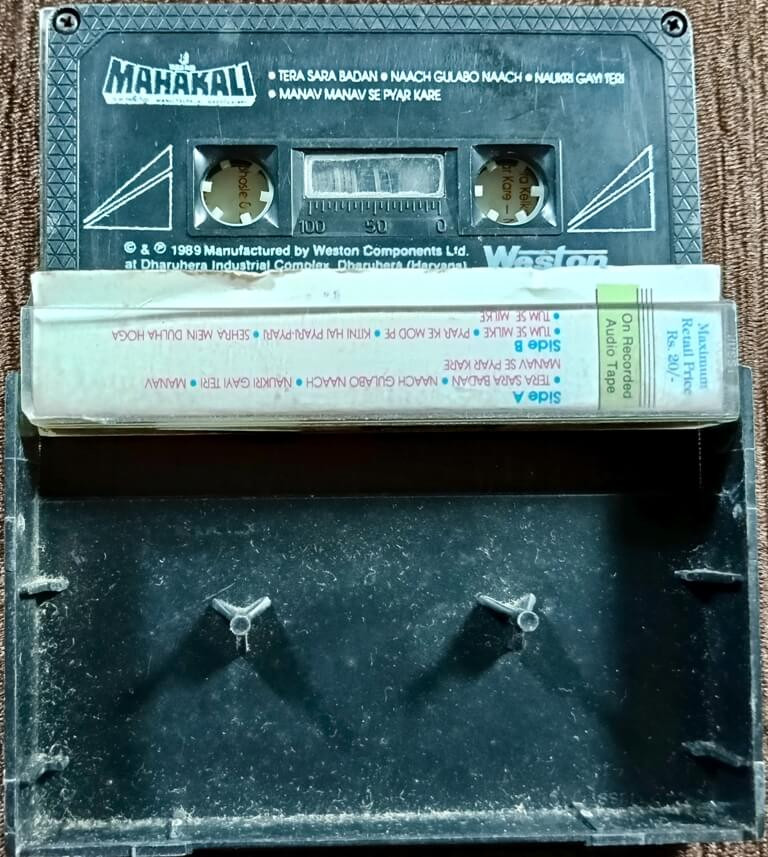 MAHAKALI
• TERA SARA BADAN • NAACH GULABO NAACH • NAUKRI GAYI TERI
• MANAV MANAV SE PYAR KARE
100 50 0
© & ℗ 1989 Manufactured by Weston Components Ltd.
at Dharuhera Industrial Complex, Dharuhera (Haryana)
Weston
Side A
• TERA SARA BADAN • NAACH GULABO NAACH • NAUKRI GAYI TERI • MANAV
MANAV SE PYAR KARE
Side B
• TUM SE MILKE • PYAR KE MOD PE • KITNI HAI PYARI-PYARI • SEHRA MEIN DULHA HOGA
• TUM SE MILKE
On Recorded
Audio Tape
Maximum
Retail Price
Rs. 20/-